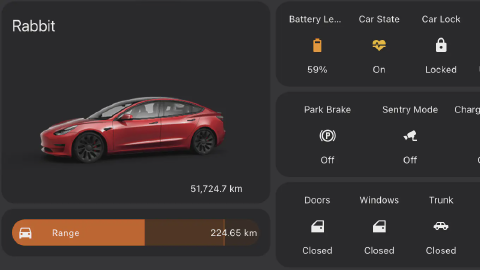 Rabbit
51,724.7 km
Range 224.65 km
Battery Le... Car State Car Lock
59% On Locked
Park Brake Sentry Mode Charg
Off Off
Doors Windows Trunk
Closed Closed Closed